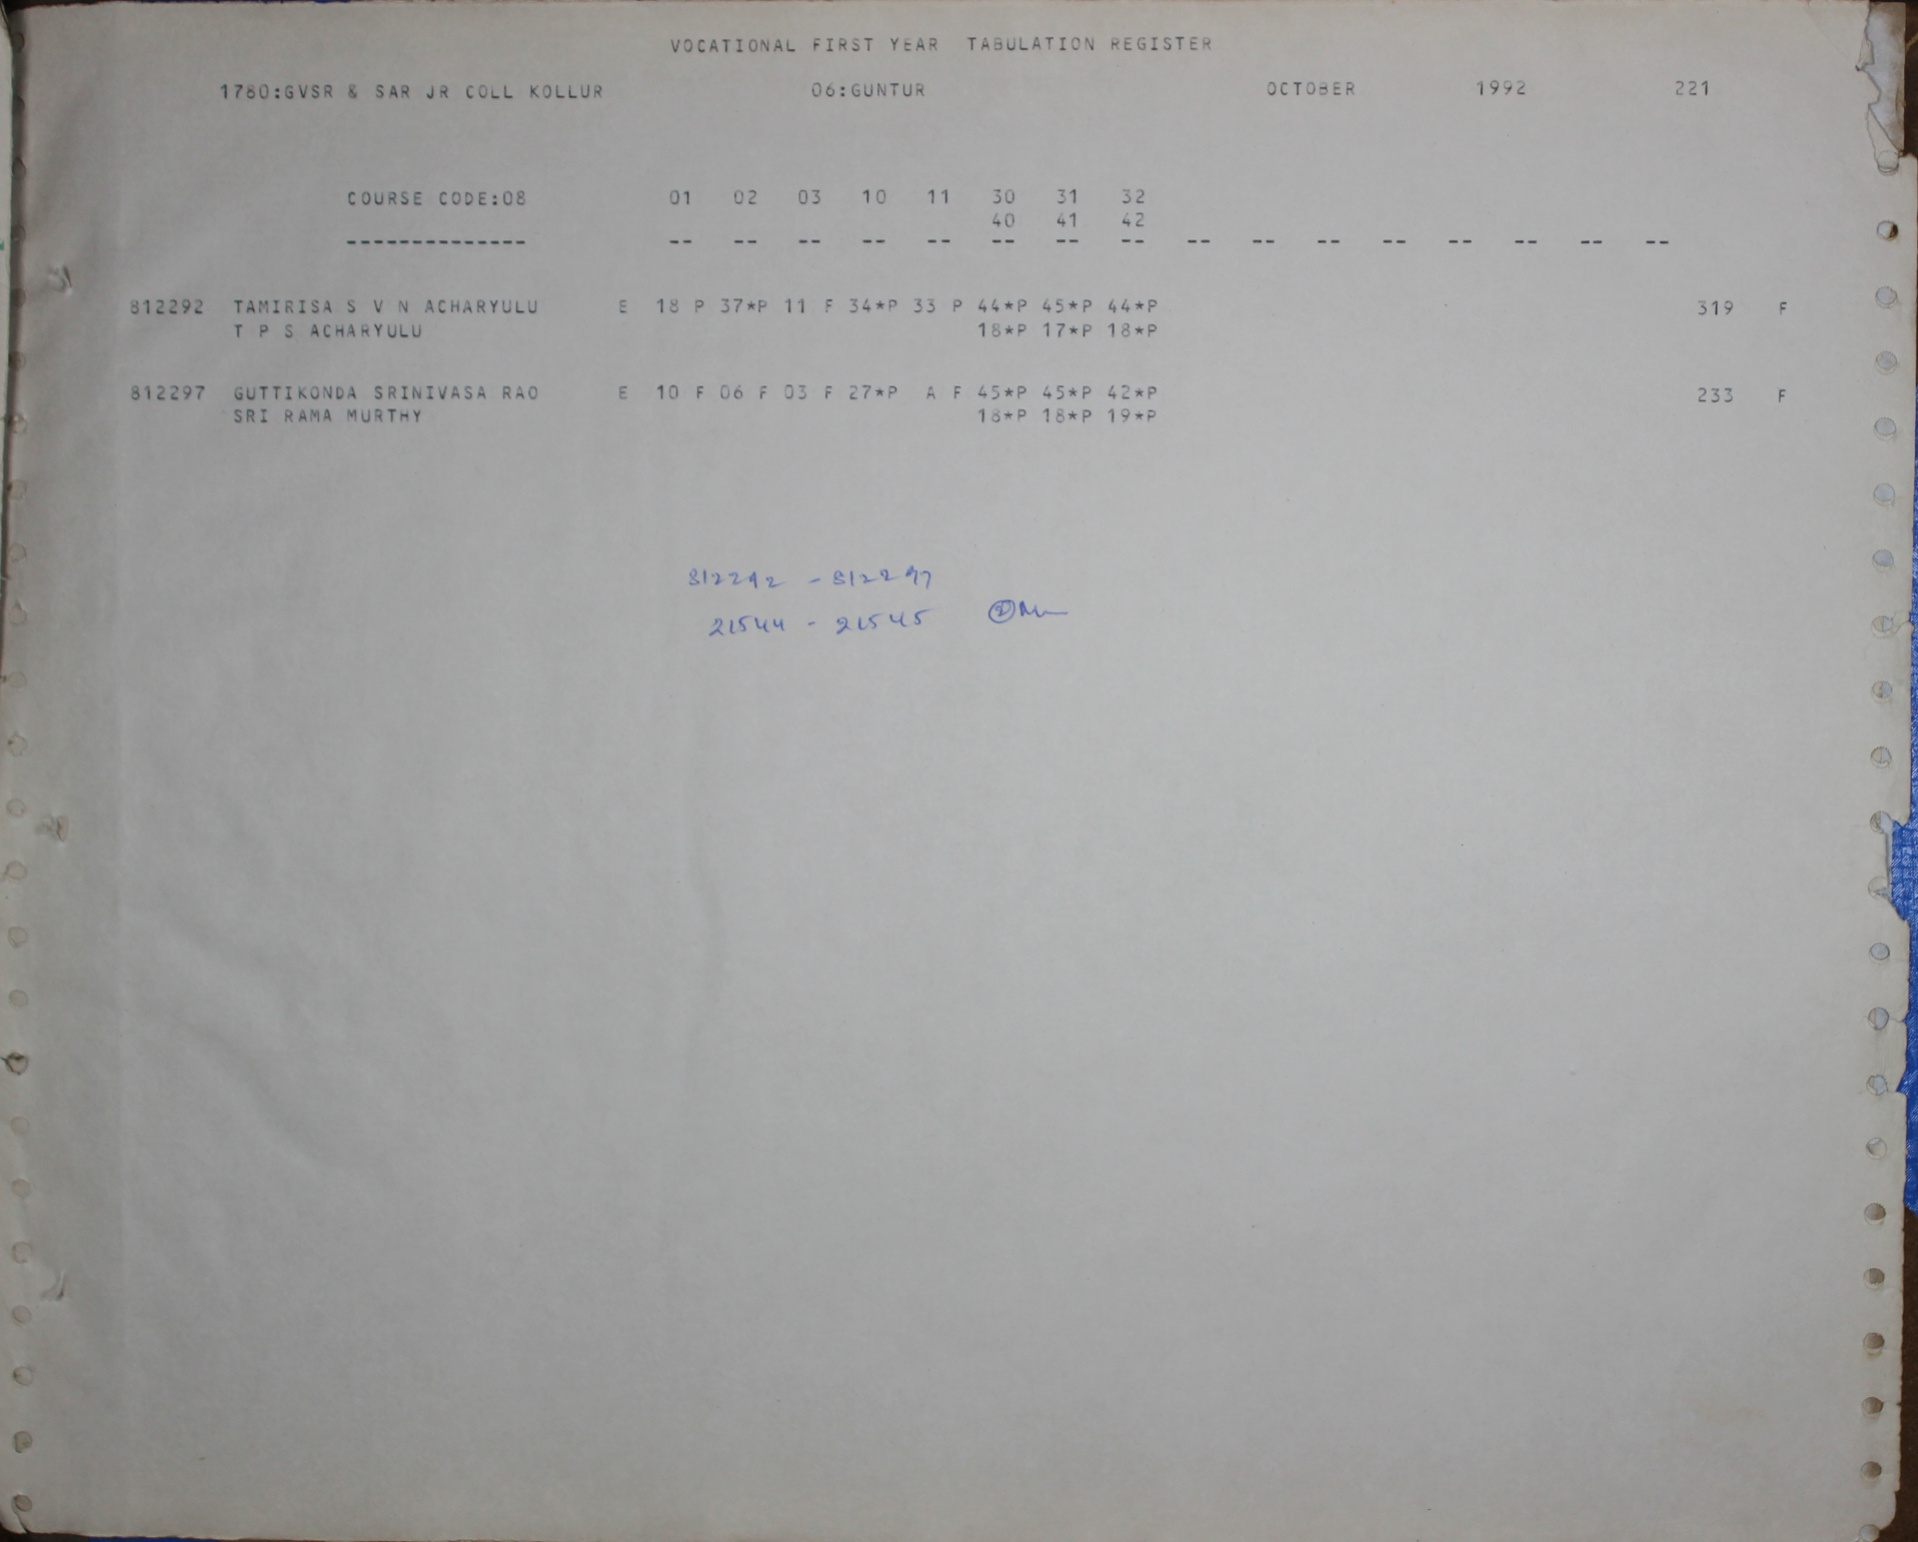 VOCATIONAL FIRST YEAR TABULATION REGISTER
1780:GVSR & SAR JR COLL KOLLUR 06:GUNTUR OCTOBER 1992 221
COURSE CODE:08 01 02 03 10 11 30 31 32
40 41 42
-------------- -- -- -- -- -- -- -- -- -- -- -- -- -- -- -- --
812292 TAMIRISA S V N ACHARYULU E 18 P 37*P 11 F 34*P 33 P 44*P 45*P 44*P 319 F
T P S ACHARYULU 18*P 17*P 18*P
812297 GUTTIKONDA SRINIVASA RAO E 10 F 06 F 03 F 27*P A F 45*P 45*P 42*P 233 F
SRI RAMA MURTHY 18*P 18*P 19*P
812292 - 812297
21544 - 21545 ②